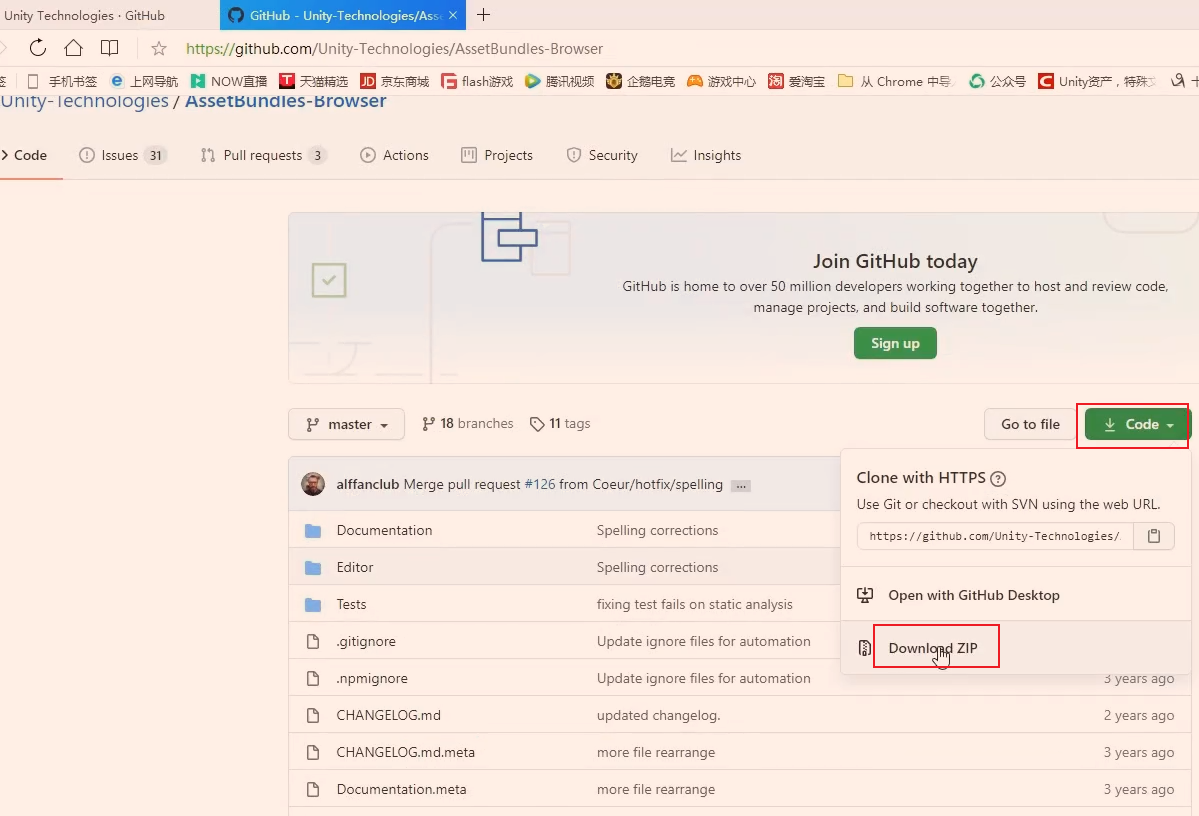 Unity Technologies · GitHub
GitHub - Unity-Technologies/Ass
https://github.com/Unity-Technologies/AssetBundles-Browser
签 手机书签 上网导航 NOW直播 天猫精选 JD 京东商城 flash游戏 腾讯视频 企鹅电竞 游戏中心 淘 爱淘宝 从 Chrome 中导 公众号 Unity资产，特殊文
Unity-Technologies / AssetBundles-Browser
Code Issues 31 Pull requests 3 Actions Projects Security Insights
Join GitHub today
GitHub is home to over 50 million developers working together to host and review code,
manage projects, and build software together.
Sign up
master 18 branches 11 tags Go to file Code
alffanclub Merge pull request #126 from Coeur/hotfix/spelling ...
Clone with HTTPS ?
Use Git or checkout with SVN using the web URL.
https://github.com/Unity-Technologies/
Open with GitHub Desktop
Download ZIP
Documentation Spelling corrections
Editor Spelling corrections
Tests fixing test fails on static analysis
.gitignore Update ignore files for automation
.npmignore Update ignore files for automation 3 years ago
CHANGELOG.md updated changelog. 2 years ago
CHANGELOG.md.meta more file rearrange 3 years ago
Documentation.meta more file rearrange 3 years ago